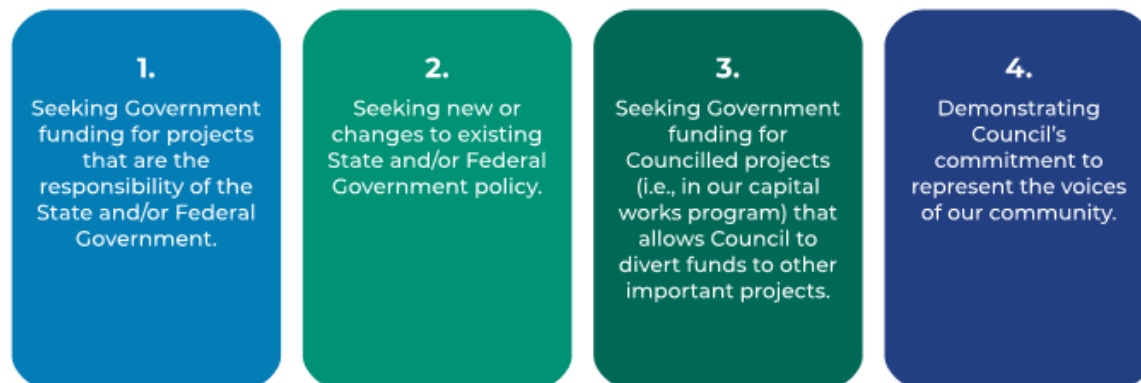 1.
Seeking Government
funding for projects
that are the
responsibility of the
State and/or Federal
Government.
2.
Seeking new or
changes to existing
State and/or Federal
Government policy.
3.
Seeking Government
funding for
Councilled projects
(i.e., in our capital
works program) that
allows Council to
divert funds to other
important projects.
4.
Demonstrating
Council's
commitment to
represent the voices
of our community.